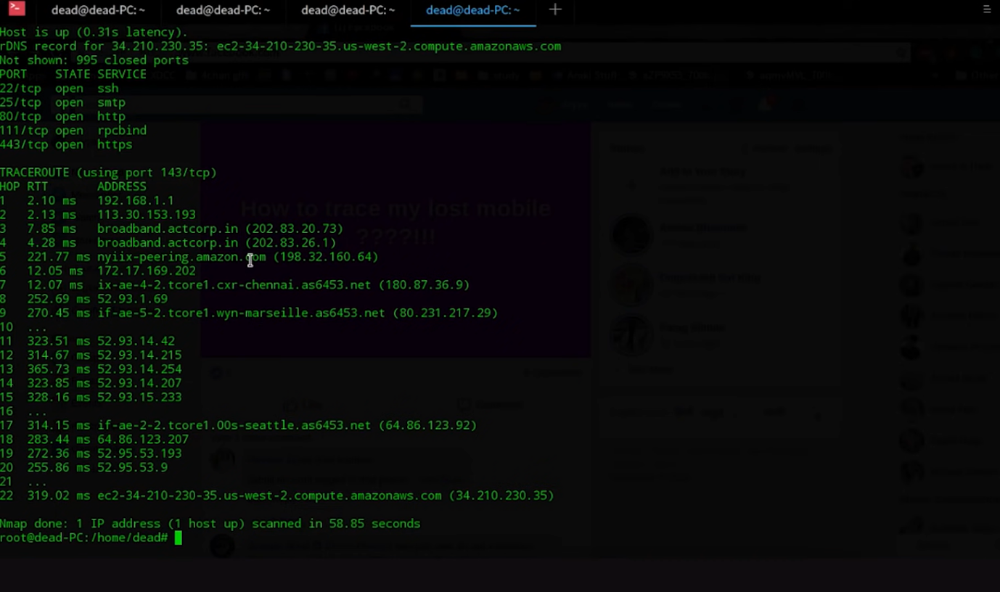 dead@dead-PC: ~ dead@dead-PC: ~ dead@dead-PC: ~ dead@dead-PC: ~
Host is up (0.31s latency).
rDNS record for 34.210.230.35: ec2-34-210-230-35.us-west-2.compute.amazonaws.com
Not shown: 995 closed ports
PORT STATE SERVICE
22/tcp open ssh
25/tcp open smtp
80/tcp open http
111/tcp open rpcbind
443/tcp open https
TRACEROUTE (using port 143/tcp)
HOP RTT ADDRESS
1 2.10 ms 192.168.1.1
2 2.13 ms 113.30.153.193
3 7.85 ms broadband.actcorp.in (202.83.20.73)
4 4.28 ms broadband.actcorp.in (202.83.26.1)
5 221.77 ms nyiix-peering.amazon.com (198.32.160.64)
6 12.05 ms 172.17.169.202
7 12.07 ms ix-ae-4-2.tcore1.cxr-chennai.as6453.net (180.87.36.9)
8 252.69 ms 52.93.1.69
9 270.45 ms if-ae-5-2.tcore1.wyn-marseille.as6453.net (80.231.217.29)
10 ...
11 323.51 ms 52.93.14.42
12 314.67 ms 52.93.14.215
13 365.73 ms 52.93.14.254
14 323.85 ms 52.93.14.207
15 328.16 ms 52.93.15.233
16 ...
17 314.15 ms if-ae-2-2.tcore1.00s-seattle.as6453.net (64.86.123.92)
18 283.44 ms 64.86.123.207
19 272.36 ms 52.95.53.193
20 255.86 ms 52.95.53.9
21 ...
22 319.02 ms ec2-34-210-230-35.us-west-2.compute.amazonaws.com (34.210.230.35)
Nmap done: 1 IP address (1 host up) scanned in 58.85 seconds
root@dead-PC:/home/dead#
How to trace my lost mobile
????!!!